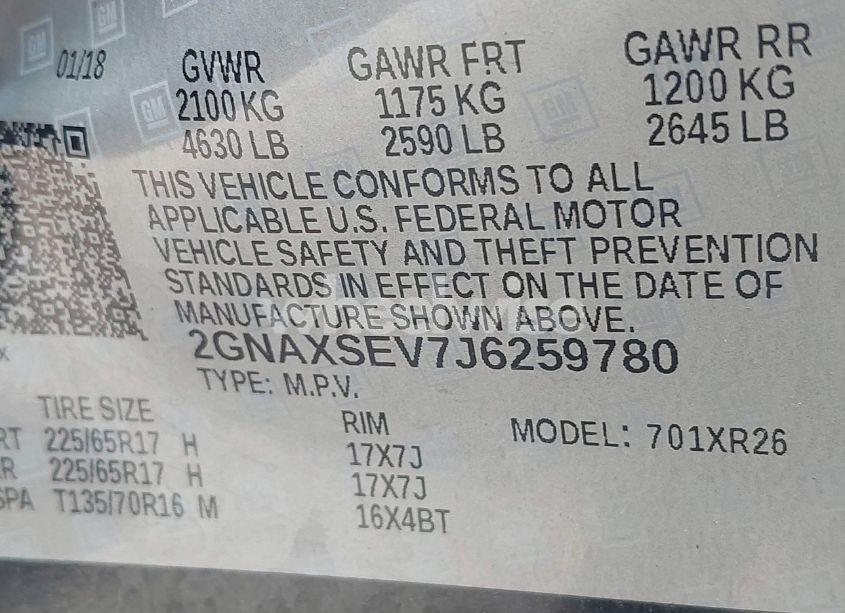 01/18 GVWR GAWR FRT GAWR RR
2100 KG 1175 KG 1200 KG
4630 LB 2590 LB 2645 LB
THIS VEHICLE CONFORMS TO ALL
APPLICABLE U.S. FEDERAL MOTOR
VEHICLE SAFETY AND THEFT PREVENTION
STANDARDS IN EFFECT ON THE DATE OF
MANUFACTURE SHOWN ABOVE.
2GNAXSEV7J6259780
TYPE: M.P.V.
TIRE SIZE RIM MODEL: 701XR26
RT 225/65R17 H 17X7J
R 225/65R17 H 17X7J
SPA T135/70R16 M 16X4BT
GM